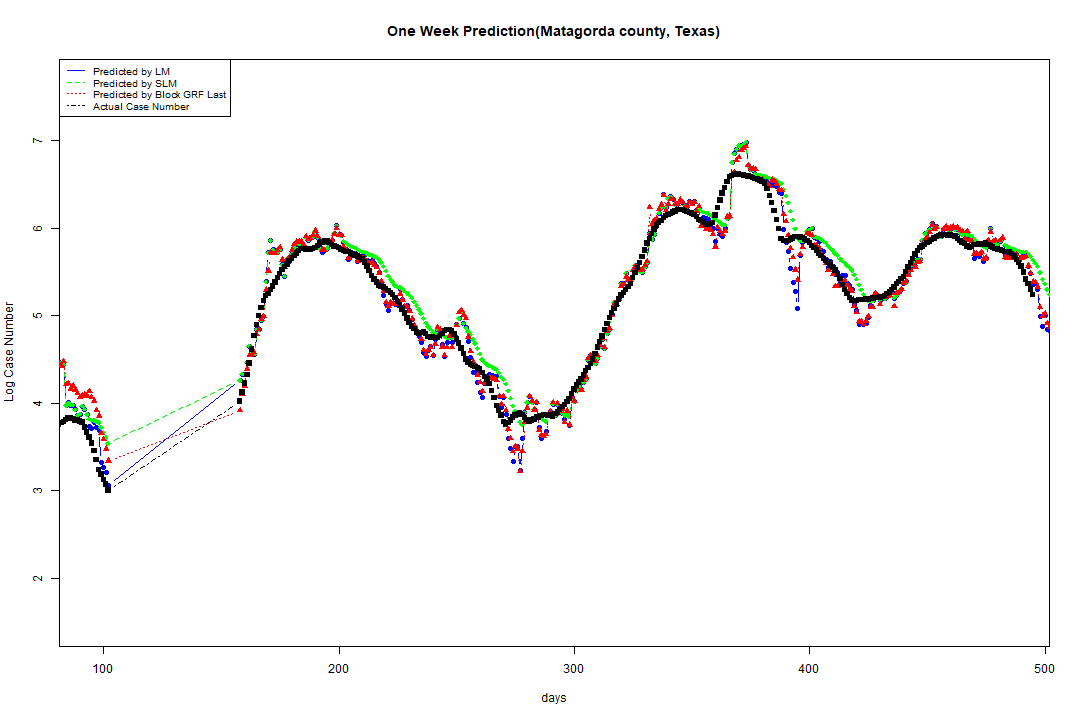 One Week Prediction(Matagorda county, Texas)
Predicted by LM
Predicted by SLM
Predicted by Block GRF Last
Actual Case Number
7
6
5
4
3
2
Log Case Number
100 200 300 400 500
days